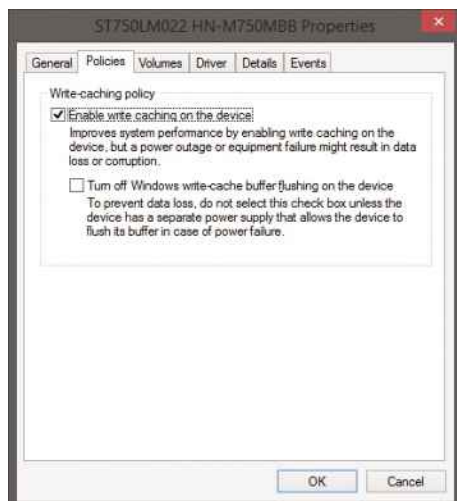 ST750LM022 HN-M750MBB Properties
General Policies Volumes Driver Details Events
Write-caching policy
Enable write caching on the device
Improves system performance by enabling write caching on the
device, but a power outage or equipment failure might result in data
loss or corruption.
Turn off Windows write-cache buffer flushing on the device
To prevent data loss, do not select this check box unless the
device has a separate power supply that allows the device to
flush its buffer in case of power failure.
OK Cancel